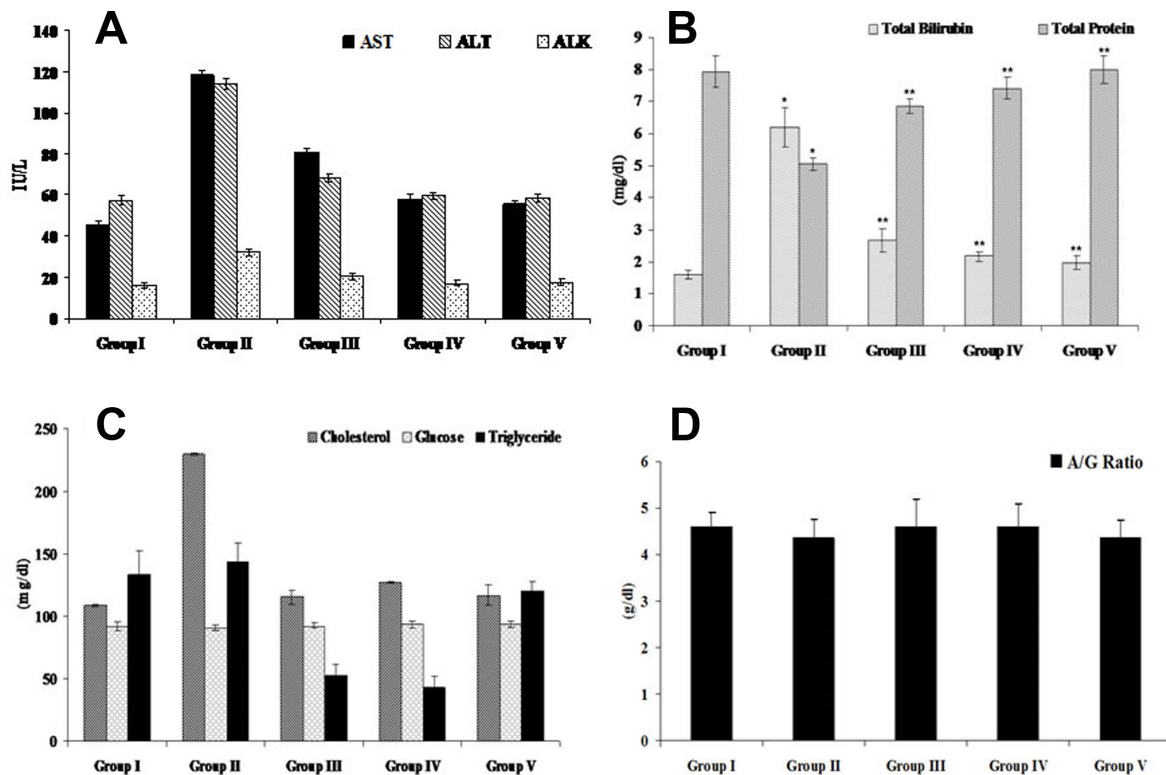 A
AST ALT ALK
140
120
100
80
60
40
20
0
IU/L
Group I Group II Group III Group IV Group V
B
Total Bilirubin Total Protein
9
8
7
6
5
4
3
2
1
0
(mg/dl)
* * ** ** ** ** ** **
Group I Group II Group III Group IV Group V
C
Cholesterol Glucose Triglyceride
250
200
150
100
50
0
(mg/dl)
Group I Group II Group III Group IV Group V
D
A/G Ratio
6
5
4
3
2
1
0
(g/dl)
Group I Group II Group III Group IV Group V